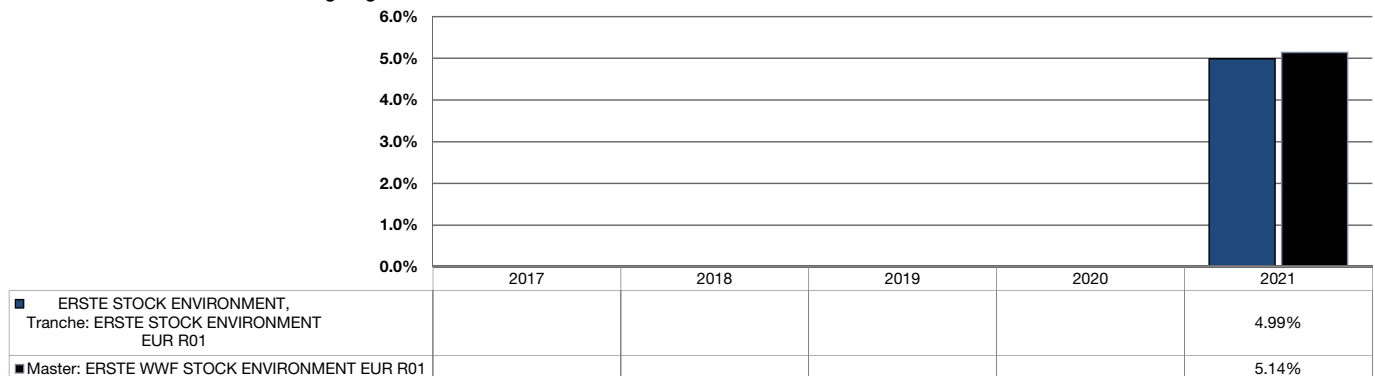 6.0%
5.0%
4.0%
3.0%
2.0%
1.0%
0.0%
2017 2018 2019 2020 2021
ERSTE STOCK ENVIRONMENT,
Tranche: ERSTE STOCK ENVIRONMENT
EUR R01
4.99%
Master: ERSTE WWF STOCK ENVIRONMENT EUR R01 5.14%